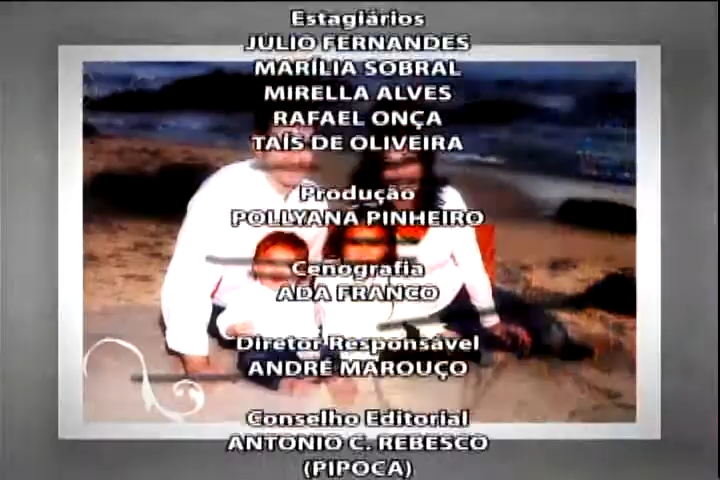 Estagiários
JÚLIO FERNANDES
MARÍLIA SOBRAL
MIRELLA ALVES
RAFAEL ONÇA
TAÍS DE OLIVEIRA
Produção
POLLYANA PINHEIRO
Cenografia
ADA FRANCO
Diretor Responsável
ANDRÉ MAROUÇO
Conselho Editorial
ANTONIO C. REBESCO
(PIPOCA)